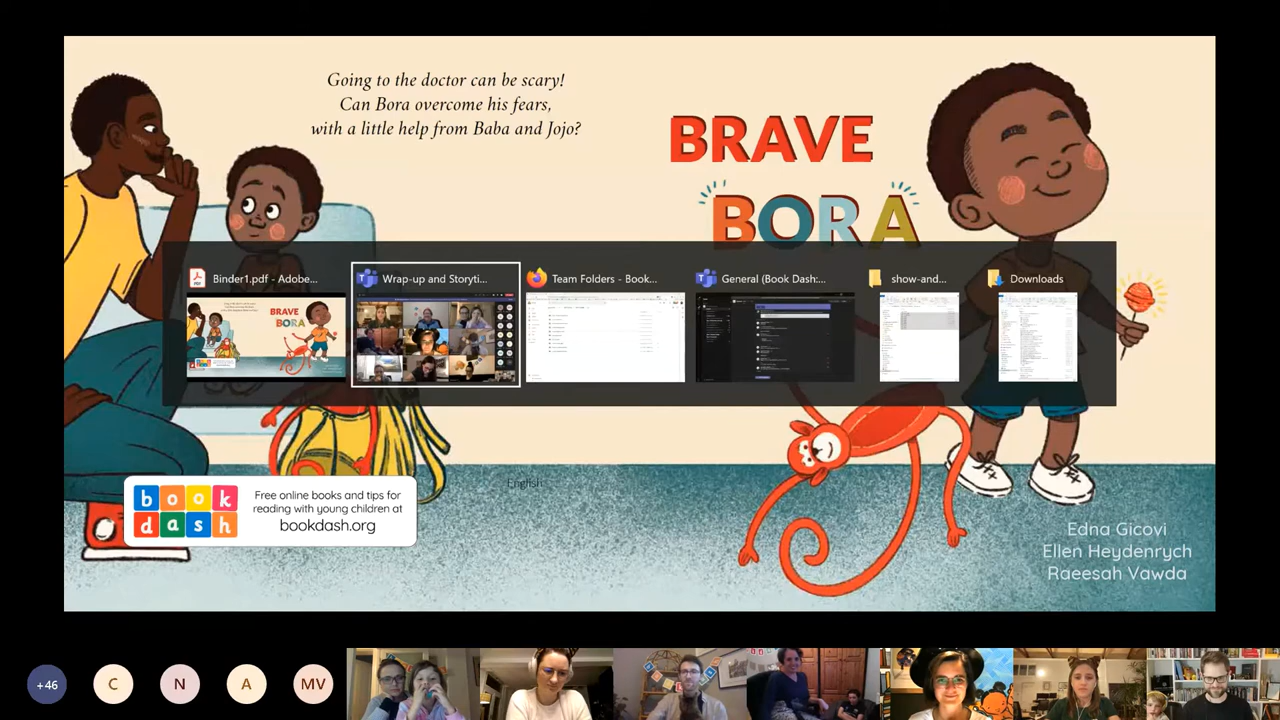 Going to the doctor can be scary!
Can Bora overcome his fears,
with a little help from Baba and Jojo?
BRAVE
BORA
Binder1.pdf - Adobe...
Wrap-up and Storyti...
Team Folders - Book...
General (Book Dash:...
show-and...
Downloads
English
book
dash
Free online books and tips for
reading with young children at
bookdash.org
Edna Gicovi
Ellen Heydenrych
Raeesah Vawda
+46
C
N
A
MV